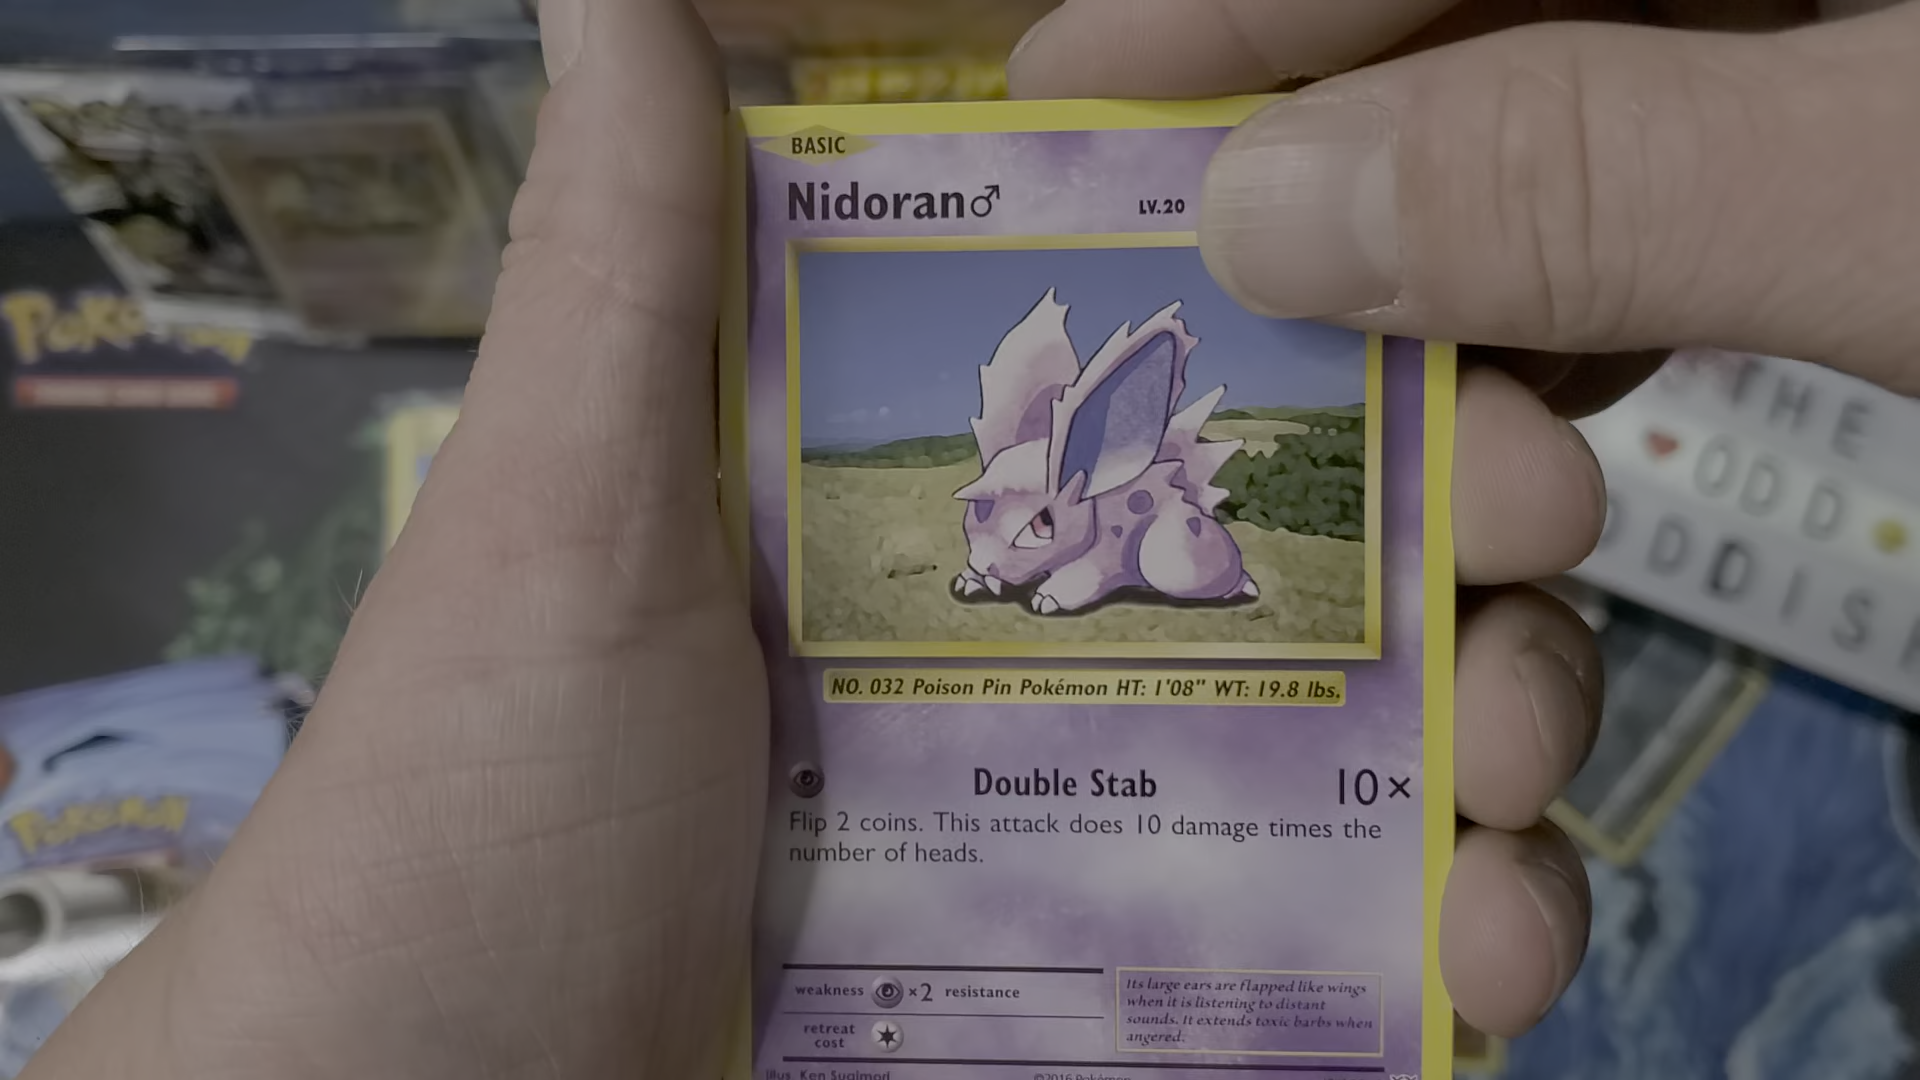 BASIC
Nidoran♂ LV.20
NO. 032 Poison Pin Pokémon HT: 1'08" WT: 19.8 lbs.
Double Stab 10×
Flip 2 coins. This attack does 10 damage times the
number of heads.
weakness ×2 resistance
retreat
cost
Its large ears are flapped like wings
when it is listening to distant
sounds. It extends toxic barbs when
angered.
Illus. Ken Sugimori ©2016 Pokémon
THE
ODD
POKÉMON